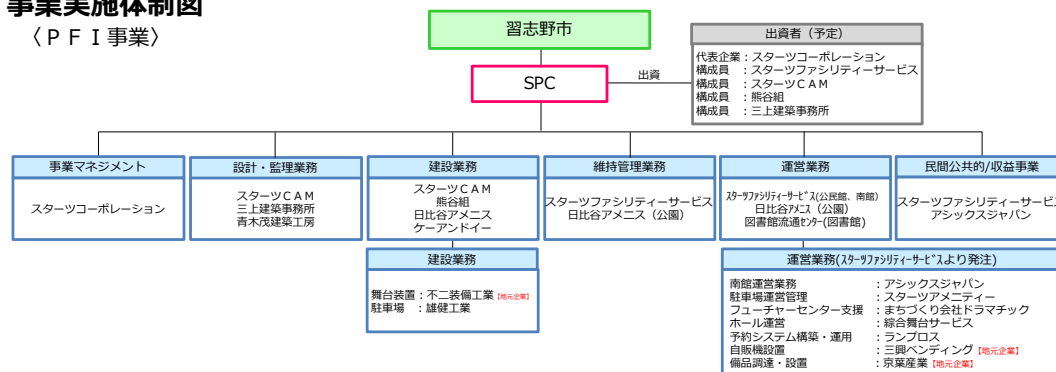 事業実施体制図
〈ＰＦＩ事業〉
習志野市
SPC
出資
出資者（予定）
代表企業：スターツコーポレーション
構成員　：スターツファシリティーサービス
構成員　：スターツＣＡＭ
構成員　：熊谷組
構成員　：三上建築事務所
事業マネジメント
スターツコーポレーション
設計・監理業務
スターツＣＡＭ
三上建築事務所
青木茂建築工房
建設業務
スターツＣＡＭ
熊谷組
日比谷アメニス
ケーアンドイー
維持管理業務
スターツファシリティーサービス
日比谷アメニス（公園）
運営業務
ｽﾀｰﾂﾌｧｼﾘﾃｨｰｻｰﾋﾞｽ(公民館、南館)
日比谷ｱﾒﾆｽ（公園）
図書館流通ｾﾝﾀｰ(図書館)
民間公共的/収益事業
スターツファシリティーサービス
アシックスジャパン
建設業務
舞台装置：不二装備工業【地元企業】
駐車場　：雄健工業
運営業務(ｽﾀｰﾂﾌｧｼﾘﾃｨｰｻｰﾋﾞｽより発注)
南館運営業務　：アシックスジャパン
駐車場運営管理　：スターツアメニティー
フューチャーセンター支援　：まちづくり会社ドラマチック
ホール運営　：綜合舞台サービス
予約システム構築・運用　：ランプロス
自販機設置　：三興ベンディング【地元企業】
備品調達・設置　：京葉産業【地元企業】